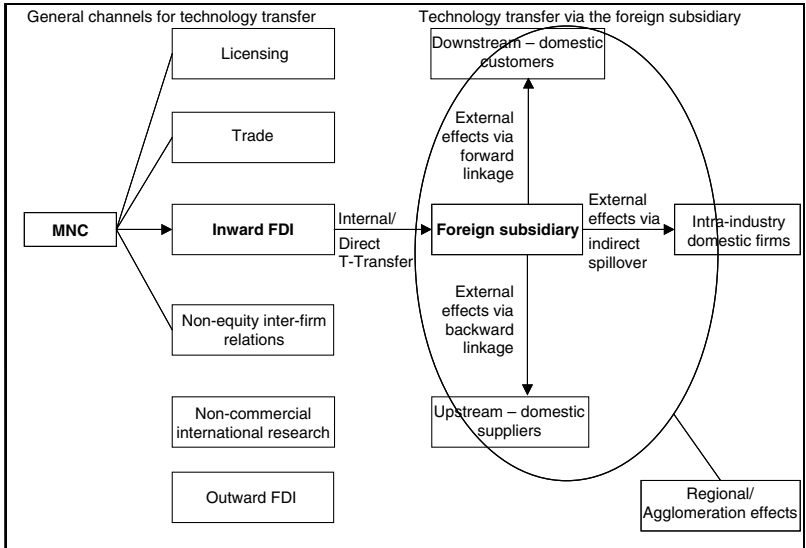 General channels for technology transfer
Technology transfer via the foreign subsidiary
Licensing
Trade
MNC
Inward FDI
Non-equity inter-firm
relations
Non-commercial
international research
Outward FDI
Internal/
Direct
T-Transfer
Downstream – domestic
customers
External
effects via
forward
linkage
Foreign subsidiary
External
effects via
indirect
spillover
Intra-industry
domestic firms
External
effects via
backward
linkage
Upstream – domestic
suppliers
Regional/
Agglomeration effects